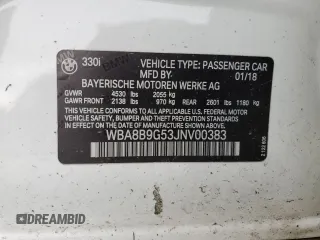 330i
VEHICLE TYPE: PASSENGER CAR
MFD. BY 01/18
BAYERISCHE MOTOREN WERKE AG
GVWR 4530 lbs 2055 kg
GAWR FRONT 2138 lbs 970 kg REAR 2601 lbs 1180 kg
THIS VEHICLE CONFORMS TO ALL APPLICABLE U.S. FEDERAL MOTOR
VEHICLE SAFETY, BUMPER, AND THEFT PREVENTION STANDARDS IN
EFFECT ON THE DATE OF MANUFACTURE SHOWN ABOVE.
WBA8B9G53JNV00383
DREAMBID
DREAMBID